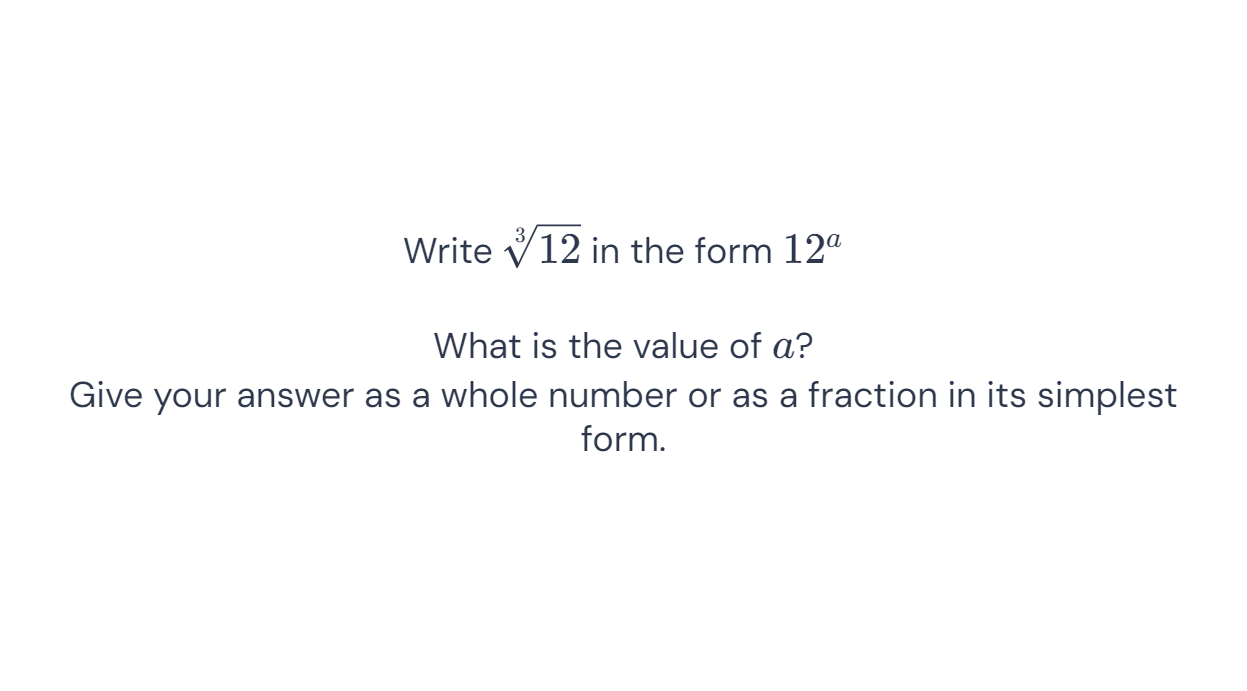 Write $\sqrt[3]{12}$ in the form $12^a$
What is the value of $a$?
Give your answer as a whole number or as a fraction in its simplest
form.